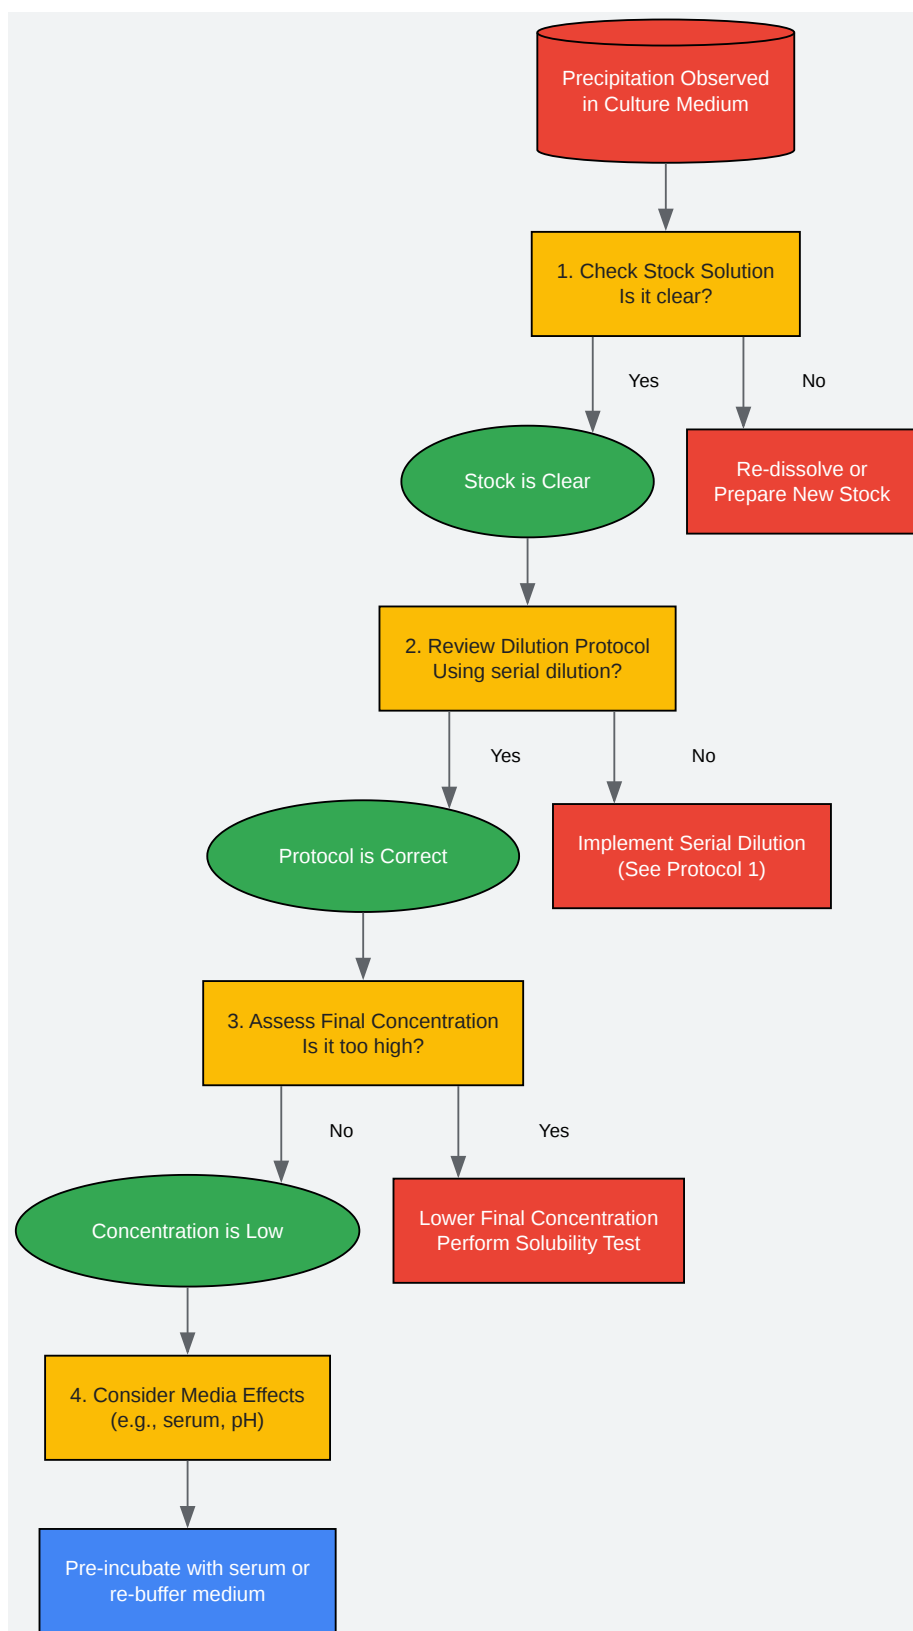 Precipitation Observed
in Culture Medium
1. Check Stock Solution
Is it clear?
Yes
No
Stock is Clear
Re-dissolve or
Prepare New Stock
2. Review Dilution Protocol
Using serial dilution?
Yes
No
Protocol is Correct
Implement Serial Dilution
(See Protocol 1)
3. Assess Final Concentration
Is it too high?
No
Yes
Concentration is Low
Lower Final Concentration
Perform Solubility Test
4. Consider Media Effects
(e.g., serum, pH)
Pre-incubate with serum or
re-buffer medium